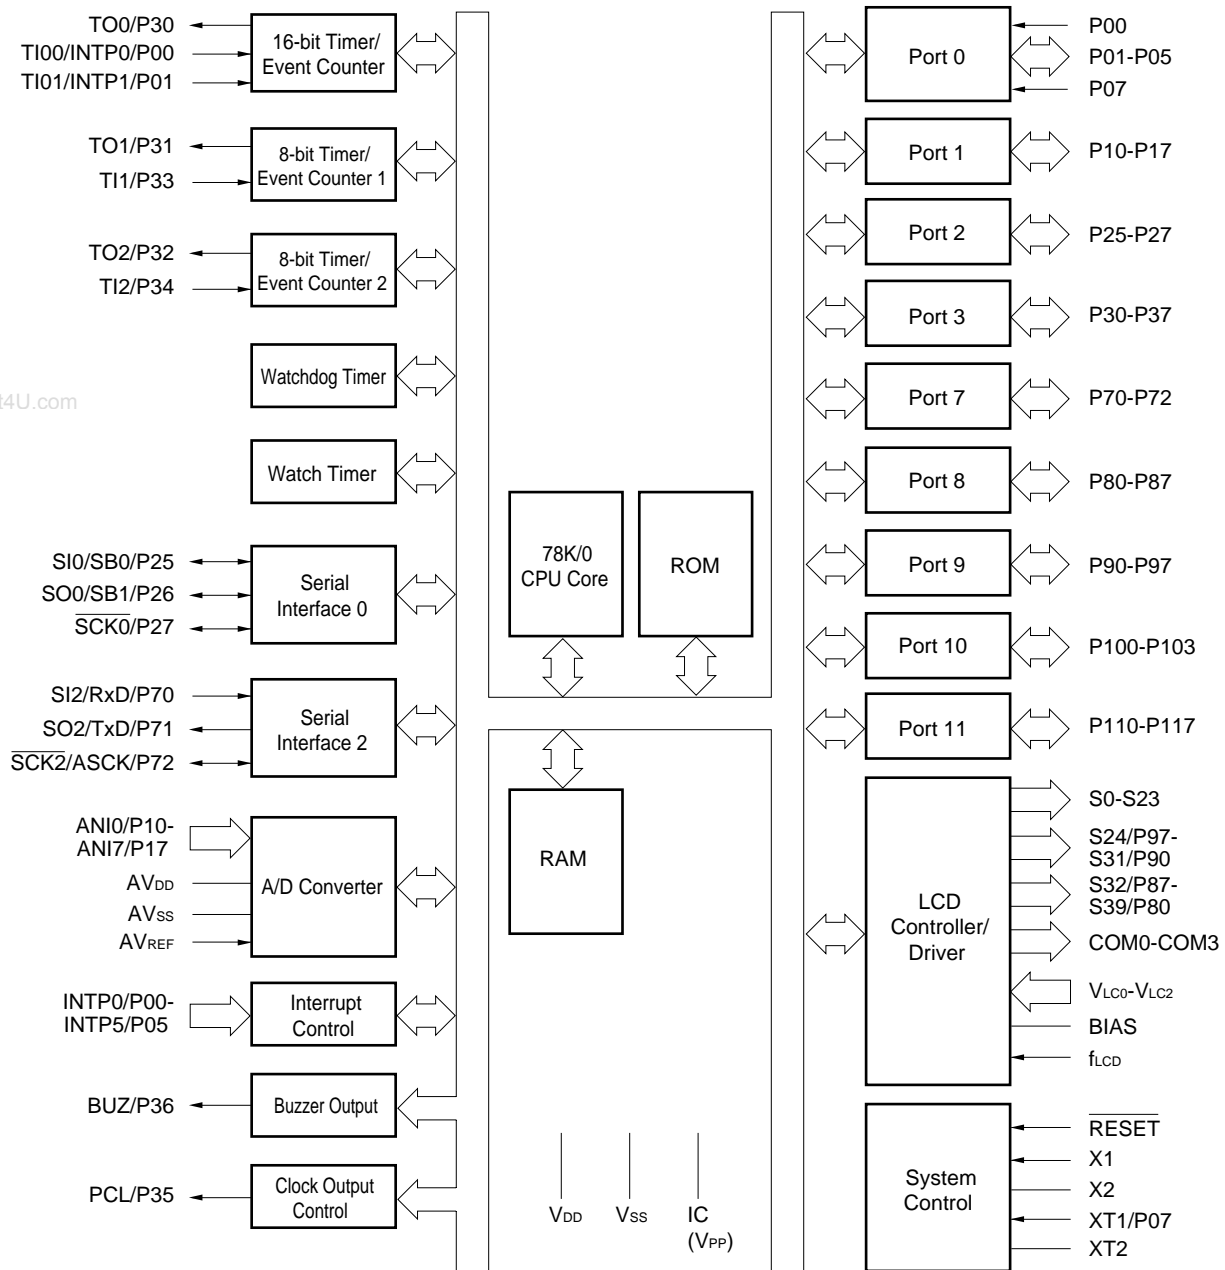 TO0/P30
TI00/INTP0/P00
TI01/INTP1/P01
16-bit Timer/
Event Counter
TO1/P31
TI1/P33
8-bit Timer/
Event Counter 1
TO2/P32
TI2/P34
8-bit Timer/
Event Counter 2
Watchdog Timer
t4U.com
Watch Timer
SI0/SB0/P25
SO0/SB1/P26
SCK0/P27
Serial
Interface 0
SI2/RxD/P70
SO2/TxD/P71
SCK2/ASCK/P72
Serial
Interface 2
ANI0/P10-
ANI7/P17
AVDD
AVSS
AVREF
A/D Converter
INTP0/P00-
INTP5/P05
Interrupt
Control
BUZ/P36
Buzzer Output
PCL/P35
Clock Output
Control
78K/0
CPU Core
ROM
RAM
VDD
VSS
IC
(VPP)
Port 0
P00
P01-P05
P07
Port 1
P10-P17
Port 2
P25-P27
Port 3
P30-P37
Port 7
P70-P72
Port 8
P80-P87
Port 9
P90-P97
Port 10
P100-P103
Port 11
P110-P117
LCD
Controller/
Driver
S0-S23
S24/P97-
S31/P90
S32/P87-
S39/P80
COM0-COM3
VLC0-VLC2
BIAS
fLCD
System
Control
RESET
X1
X2
XT1/P07
XT2